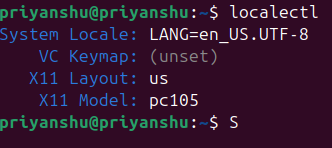 priyanshu@priyanshu:~$ localectl
System Locale: LANG=en_US.UTF-8
VC Keymap: (unset)
X11 Layout: us
X11 Model: pc105
priyanshu@priyanshu:~$ S